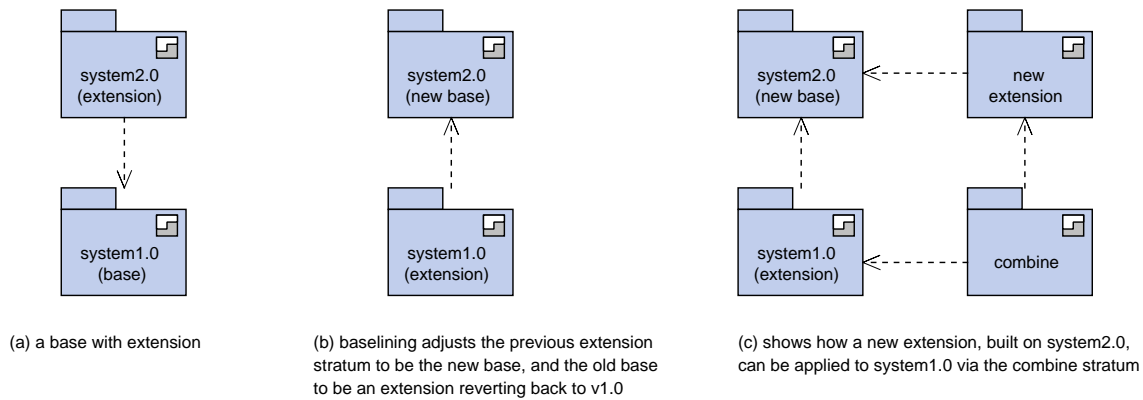 system2.0
(extension)
system1.0
(base)
(a) a base with extension
system2.0
(new base)
system1.0
(extension)
(b) baselining adjusts the previous extension
stratum to be the new base, and the old base
to be an extension reverting back to v1.0
system2.0
(new base)
new
extension
system1.0
(extension)
combine
(c) shows how a new extension, built on system2.0,
can be applied to system1.0 via the combine stratum